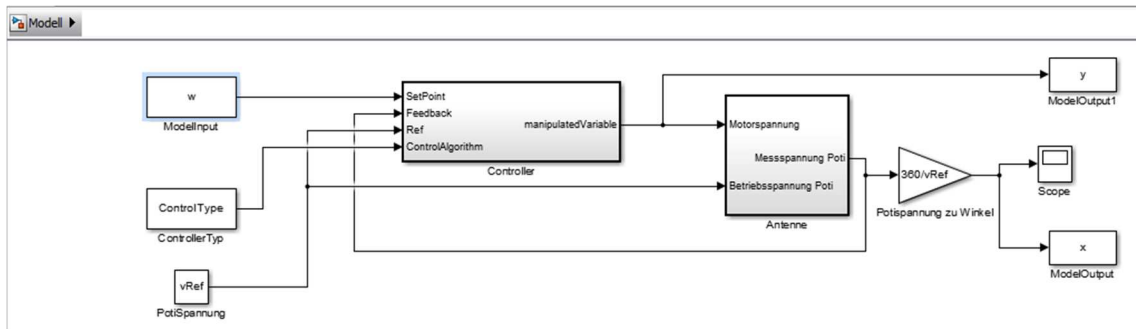 Modell
w
ModelInput
ControlType
ControllerTyp
vRef
PotiSpannung
SetPoint
Feedback
Ref
ControlAlgorithm
manipulatedVariable
Controller
Motorspannung
Messspannung Poti
Betriebsspannung Poti
Antenne
360/vRef
Potispannung zu Winkel
y
ModelOutput1
Scope
x
ModelOutput